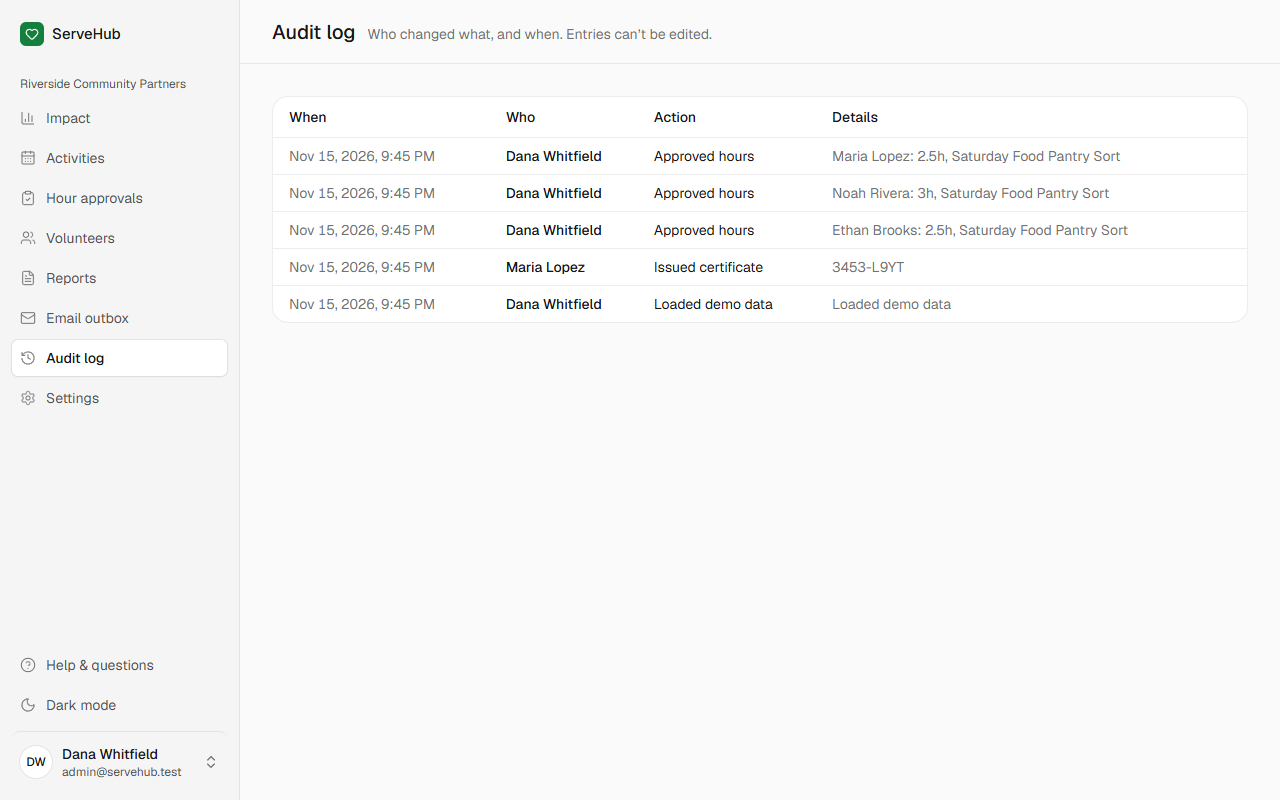 ServeHub
Riverside Community Partners
Impact
Activities
Hour approvals
Volunteers
Reports
Email outbox
Audit log
Settings
Help & questions
Dark mode
DW
Dana Whitfield
admin@servehub.test
Audit log Who changed what, and when. Entries can't be edited.
When Who Action Details
Nov 15, 2026, 9:45 PM Dana Whitfield Approved hours Maria Lopez: 2.5h, Saturday Food Pantry Sort
Nov 15, 2026, 9:45 PM Dana Whitfield Approved hours Noah Rivera: 3h, Saturday Food Pantry Sort
Nov 15, 2026, 9:45 PM Dana Whitfield Approved hours Ethan Brooks: 2.5h, Saturday Food Pantry Sort
Nov 15, 2026, 9:45 PM Maria Lopez Issued certificate 3453-L9YT
Nov 15, 2026, 9:45 PM Dana Whitfield Loaded demo data Loaded demo data